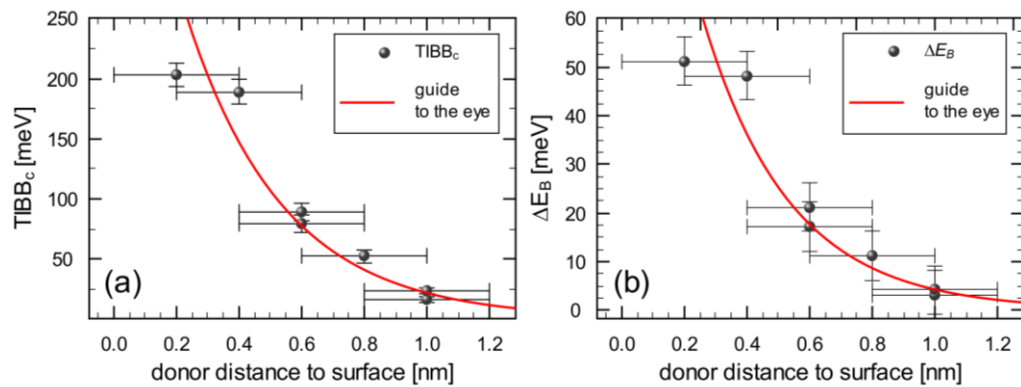 250
200
150
100
50
TIBBc [meV]
TIBBc
guide
to the eye
(a)
0.0 0.2 0.4 0.6 0.8 1.0 1.2
donor distance to surface [nm]
60
50
40
30
20
10
0
ΔEB [meV]
ΔEB
guide
to the eye
(b)
0.0 0.2 0.4 0.6 0.8 1.0 1.2
donor distance to surface [nm]